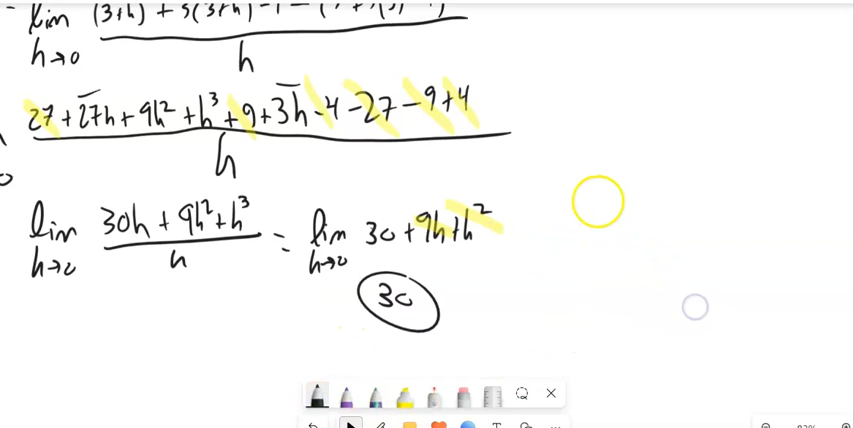 lim
h→0
h
27 + 27h + 9h² + h³ + 9 + 3h - 4 - 27 - 9 + 4
h
lim 30h + 9h² + h³ = lim 30 + 9h + h²
h→0 h h→0
30